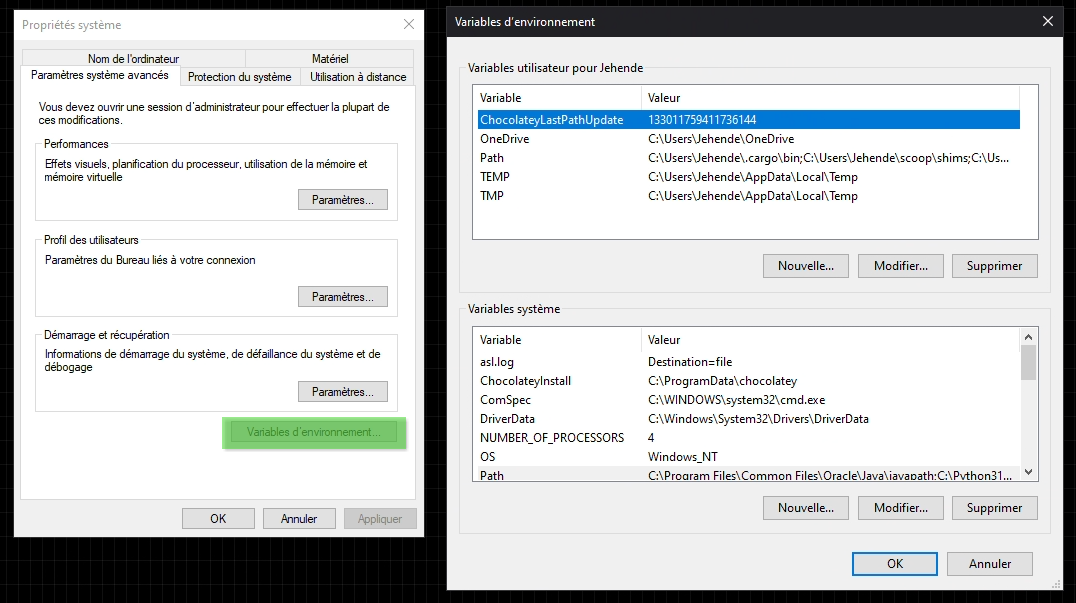 Propriétés système
Nom de l'ordinateur
Matériel
Paramètres système avancés
Protection du système
Utilisation à distance
Vous devez ouvrir une session d'administrateur pour effectuer la plupart de
ces modifications.
Performances
Effets visuels, planification du processeur, utilisation de la mémoire et
mémoire virtuelle
Paramètres...
Profil des utilisateurs
Paramètres du Bureau liés à votre connexion
Paramètres...
Démarrage et récupération
Informations de démarrage du système, de défaillance du système et de
débogage
Paramètres...
Variables d'environnement...
OK
Annuler
Appliquer
Variables d'environnement
Variables utilisateur pour Jehende
Variable Valeur
ChocolateyLastPathUpdate 133011759411736144
OneDrive C:\Users\Jehende\OneDrive
Path C:\Users\Jehende\.cargo\bin;C:\Users\Jehende\scoop\shims;C:\Us...
TEMP C:\Users\Jehende\AppData\Local\Temp
TMP C:\Users\Jehende\AppData\Local\Temp
Nouvelle... Modifier... Supprimer
Variables système
Variable Valeur
asl.log Destination=file
ChocolateyInstall C:\ProgramData\chocolatey
ComSpec C:\WINDOWS\system32\cmd.exe
DriverData C:\Windows\System32\Drivers\DriverData
NUMBER_OF_PROCESSORS 4
OS Windows_NT
Path C:\Program Files\Common Files\Oracle\Java\javapath;C:\Python31...
Nouvelle... Modifier... Supprimer
OK Annuler